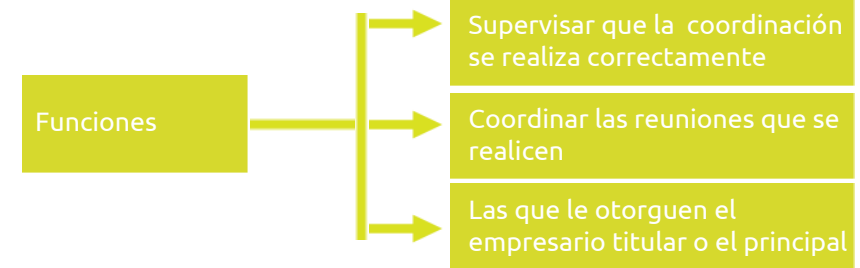 Funciones
Supervisar que la coordinación
se realiza correctamente
Coordinar las reuniones que se
realicen
Las que le otorguen el
empresario titular o el principal